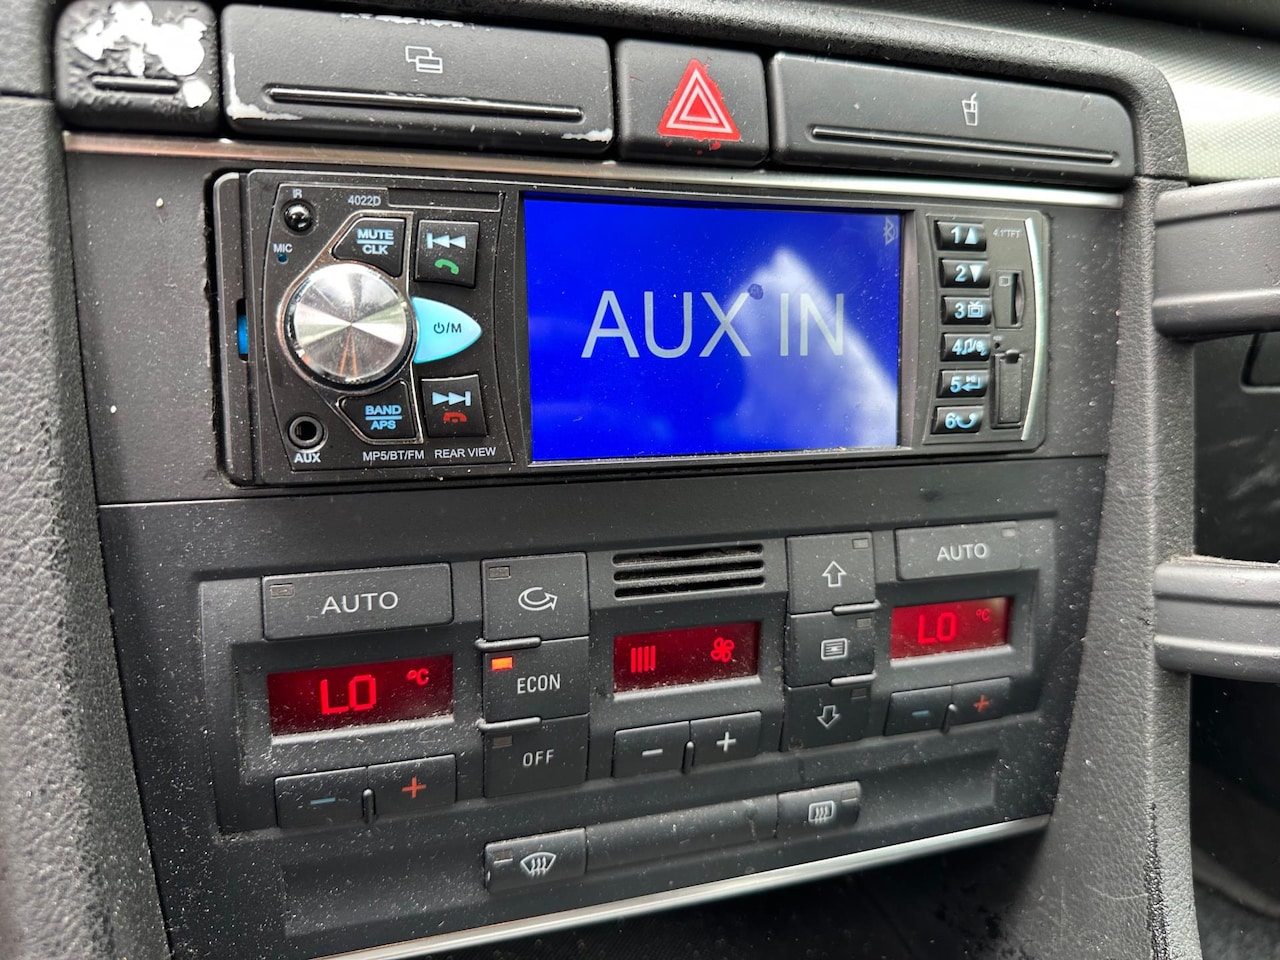 IR
4022D
MIC
MUTE
CLK
⏻/M
BAND
APS
AUX
MP5/BT/FM
REAR VIEW
AUX IN
1
2
3
4
5
6
4.1"TFT
AUTO
LO °C
ECON
OFF
AUTO
LO °C